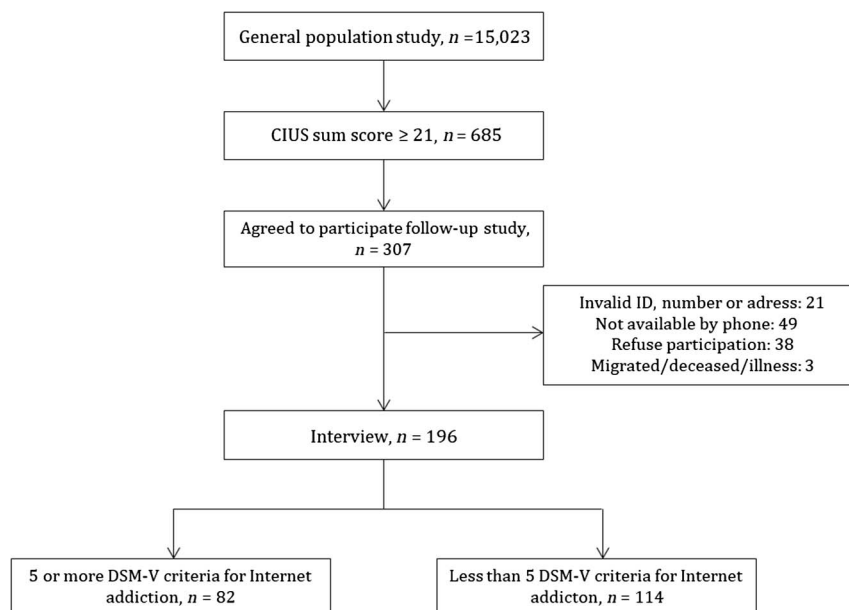 General population study, n =15,023
CIUS sum score ≥ 21, n = 685
Agreed to participate follow-up study,
n = 307
Invalid ID, number or adress: 21
Not available by phone: 49
Refuse participation: 38
Migrated/deceased/illness: 3
Interview, n = 196
5 or more DSM-V criteria for Internet
addiction, n = 82
Less than 5 DSM-V criteria for Internet
addicton, n = 114